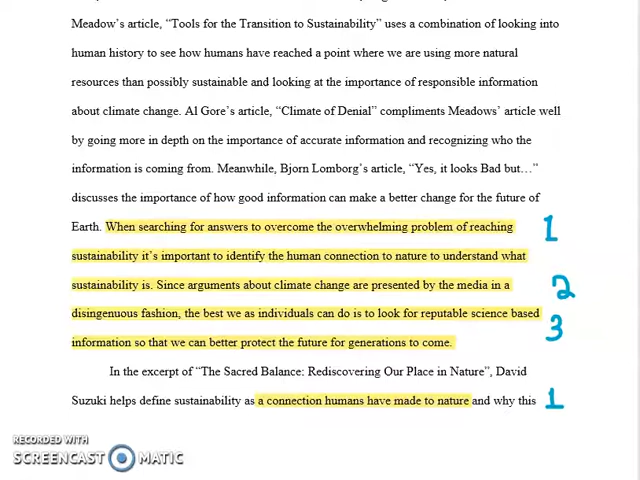 Meadow's article, "Tools for the Transition to Sustainability" uses a combination of looking into
human history to see how humans have reached a point where we are using more natural
resources than possibly sustainable and looking at the importance of responsible information
about climate change. Al Gore's article, "Climate of Denial" compliments Meadows' article well
by going more in depth on the importance of accurate information and recognizing who the
information is coming from. Meanwhile, Bjorn Lomborg's article, "Yes, it looks Bad but…"
discusses the importance of how good information can make a better change for the future of
Earth. When searching for answers to overcome the overwhelming problem of reaching 1
sustainability it's important to identify the human connection to nature to understand what
sustainability is. Since arguments about climate change are presented by the media in a 2
disingenuous fashion, the best we as individuals can do is to look for reputable science based 3
information so that we can better protect the future for generations to come.
In the excerpt of "The Sacred Balance: Rediscovering Our Place in Nature", David
Suzuki helps define sustainability as a connection humans have made to nature and why this 1
RECORDED WITH
SCREENCAST MATIC